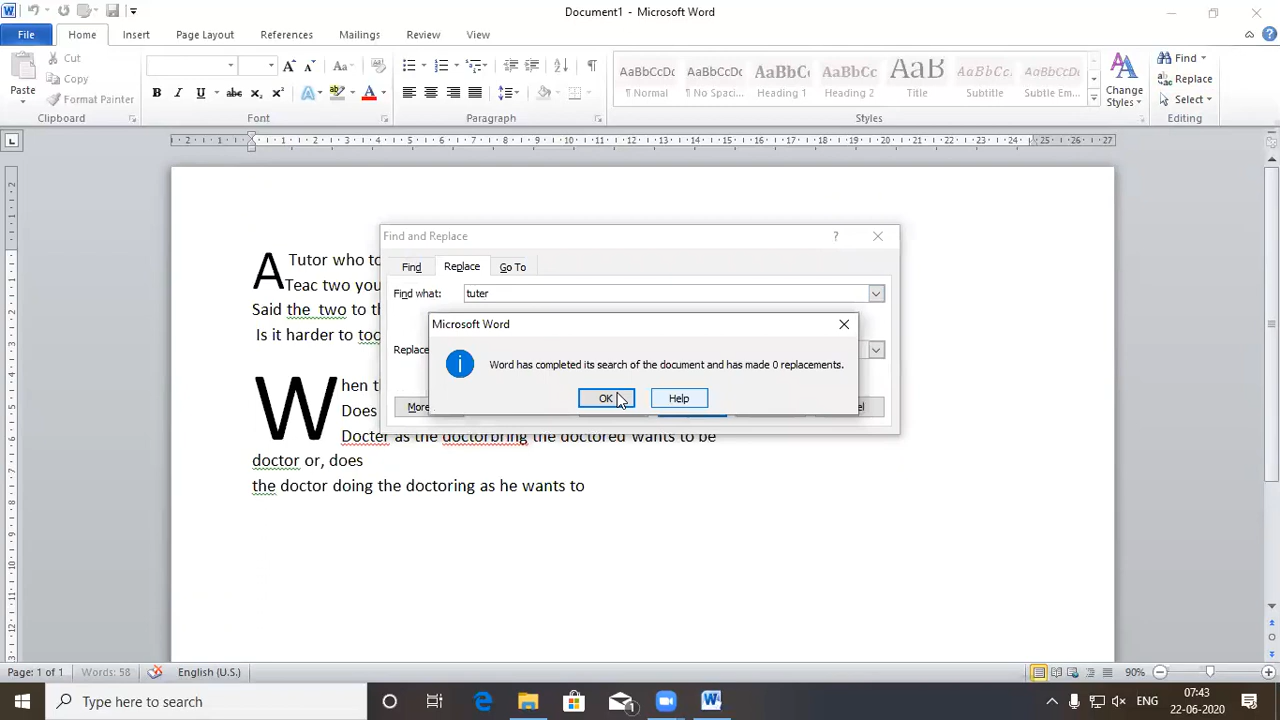 Document1 - Microsoft Word
File Home Insert Page Layout References Mailings Review View
Cut
Copy
Format Painter
Paste
Clipboard
Font
Paragraph
AaBbCcDc AaBbCcDc AaBbCc AaBbCc AaB AaBbCcL AaBbCcDa
¶ Normal ¶ No Spaci... Heading 1 Heading 2 Title Subtitle Subtle Em...
Styles
Change
Styles
Find
Replace
Select
Editing
A Tutor who to
Teac two you
Said the two to th
Is it harder to too
When t
Does
Docter as the doctorbring the doctored wants to be
doctor or, does
the doctor doing the doctoring as he wants to
Find and Replace
Find Replace Go To
Find what: tuter
Replac
More
Microsoft Word
Word has completed its search of the document and has made 0 replacements.
OK Help
Page: 1 of 1 Words: 58 English (U.S.) 90%
Type here to search
ENG
07:43
22-06-2020